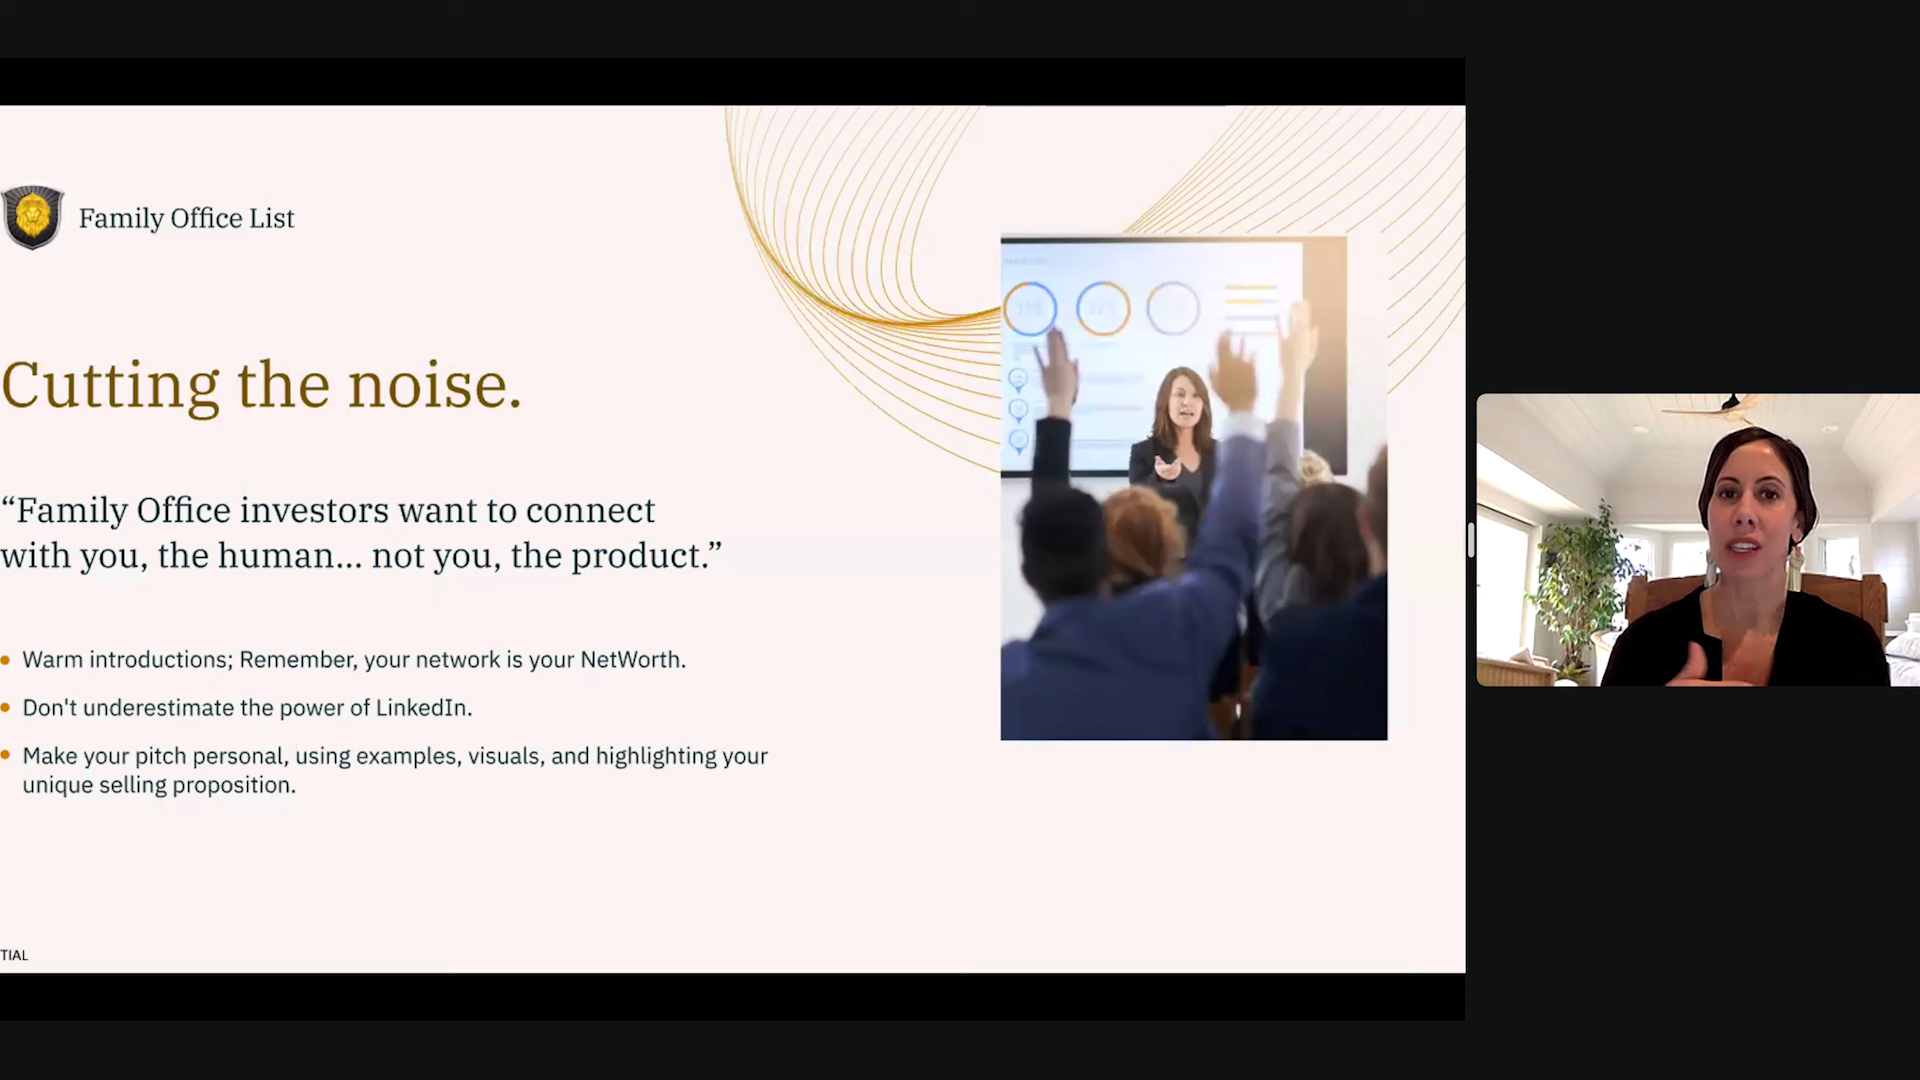 Family Office List
Cutting the noise.
“Family Office investors want to connect
with you, the human... not you, the product.”
Warm introductions; Remember, your network is your NetWorth.
Don't underestimate the power of LinkedIn.
Make your pitch personal, using examples, visuals, and highlighting your
unique selling proposition.
TIAL